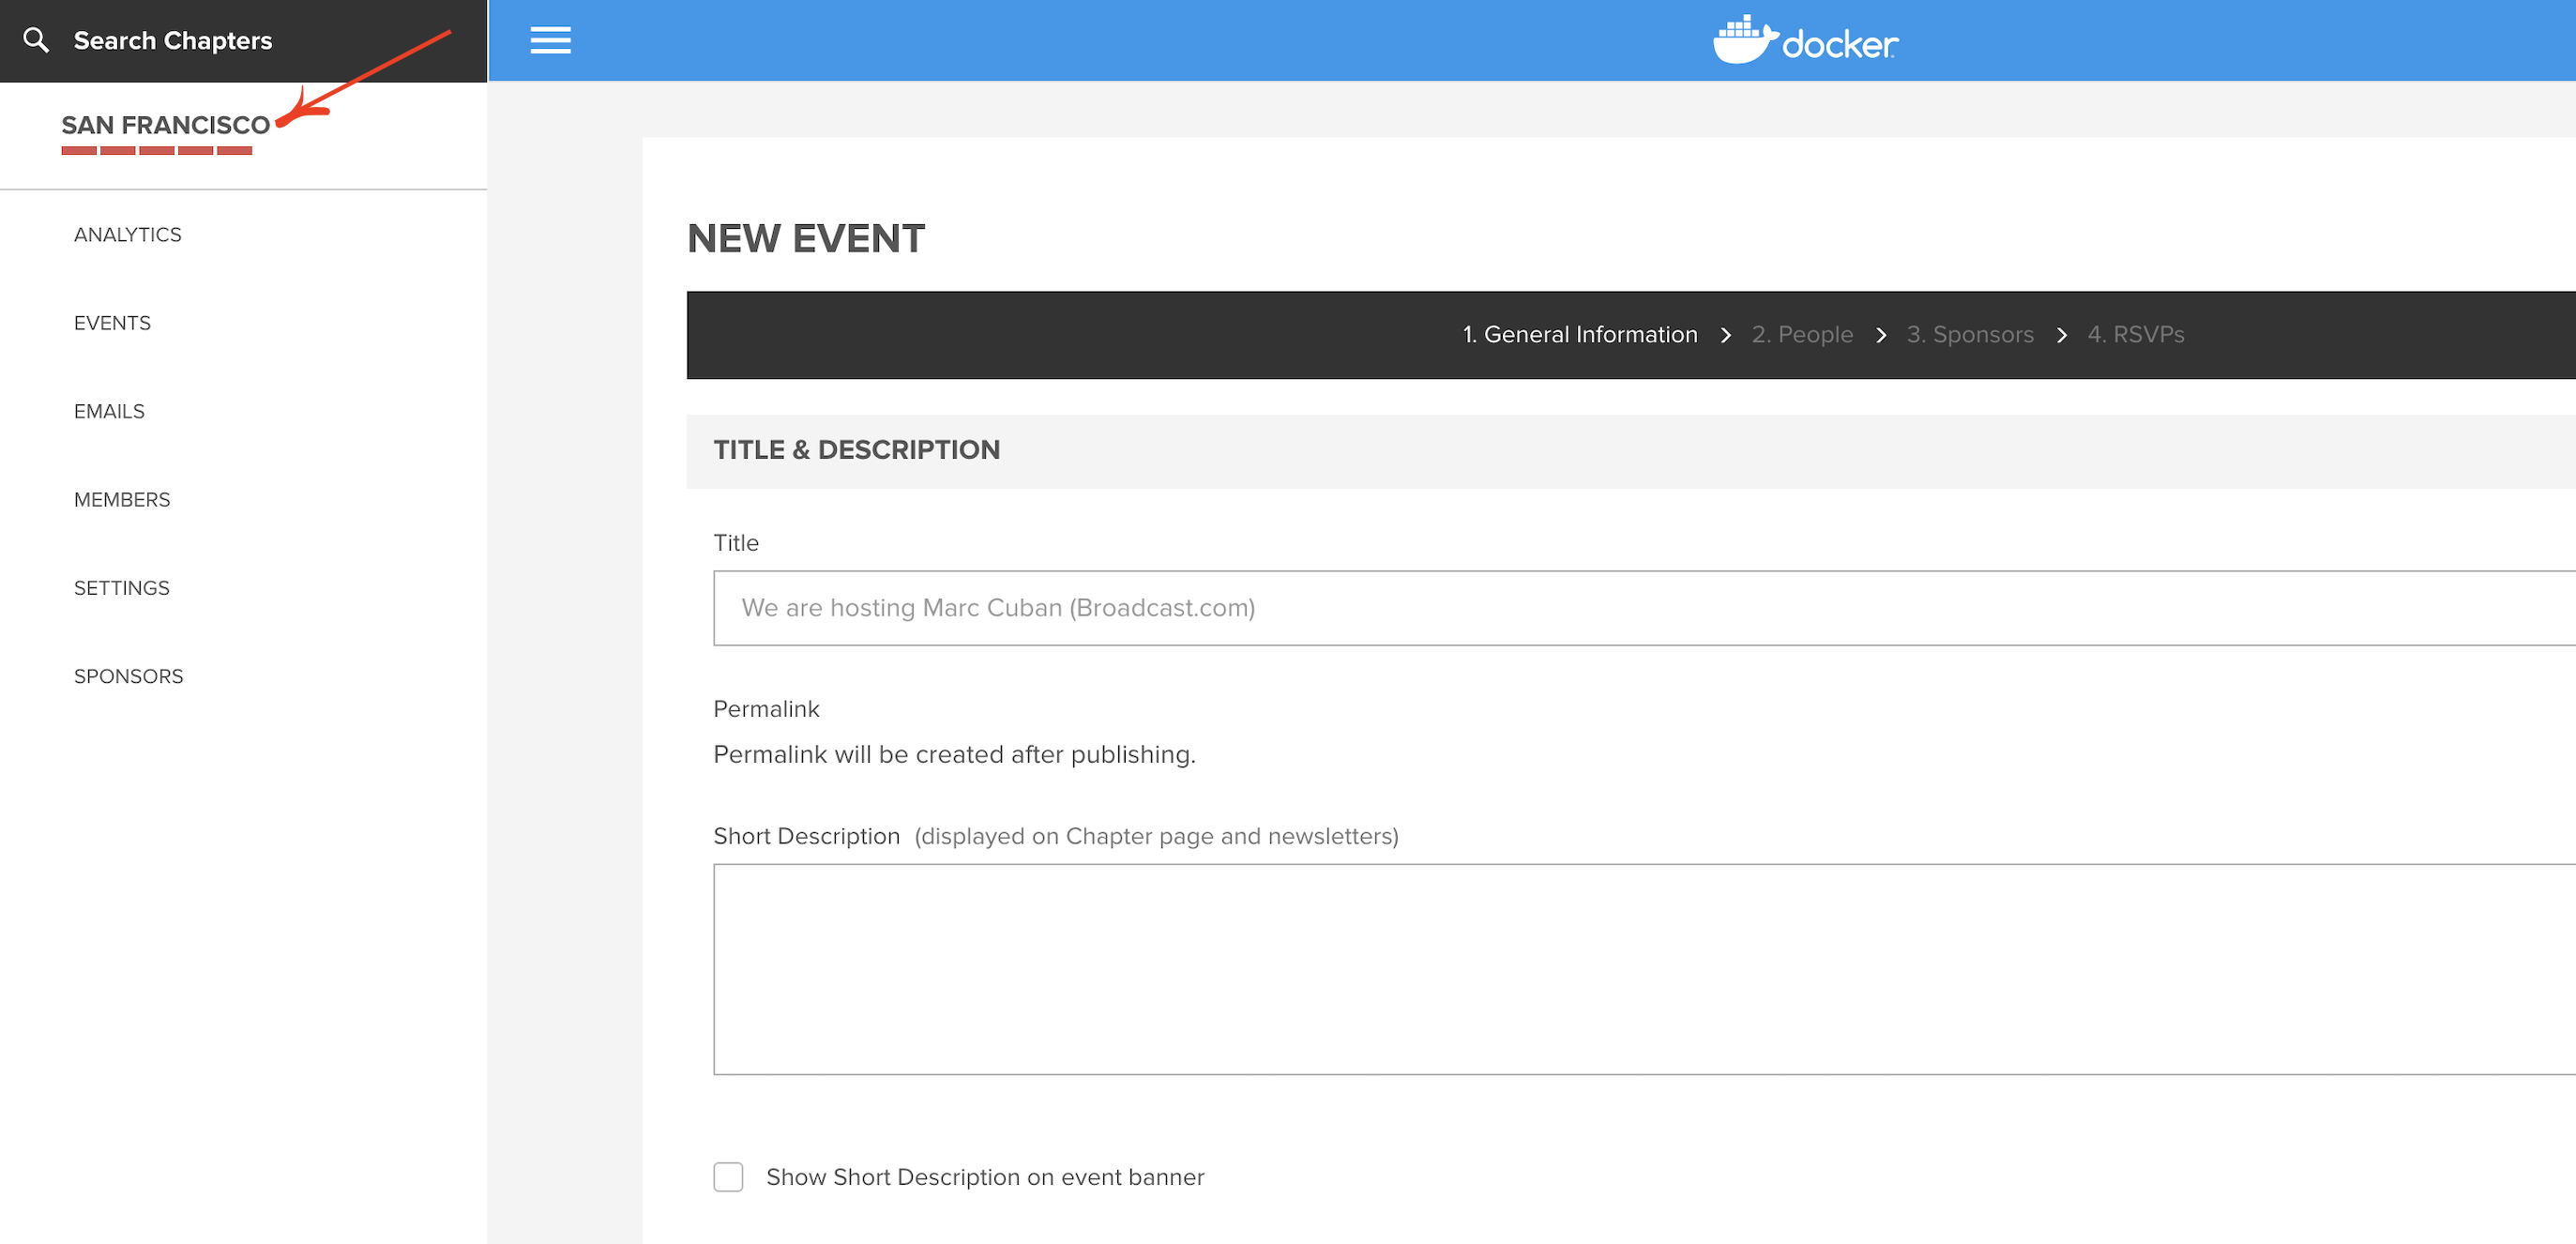 Search Chapters
docker
SAN FRANCISCO
ANALYTICS
EVENTS
EMAILS
MEMBERS
SETTINGS
SPONSORS
NEW EVENT
1. General Information > 2. People > 3. Sponsors > 4. RSVPs
TITLE & DESCRIPTION
Title
We are hosting Marc Cuban (Broadcast.com)
Permalink
Permalink will be created after publishing.
Short Description (displayed on Chapter page and newsletters)
Show Short Description on event banner